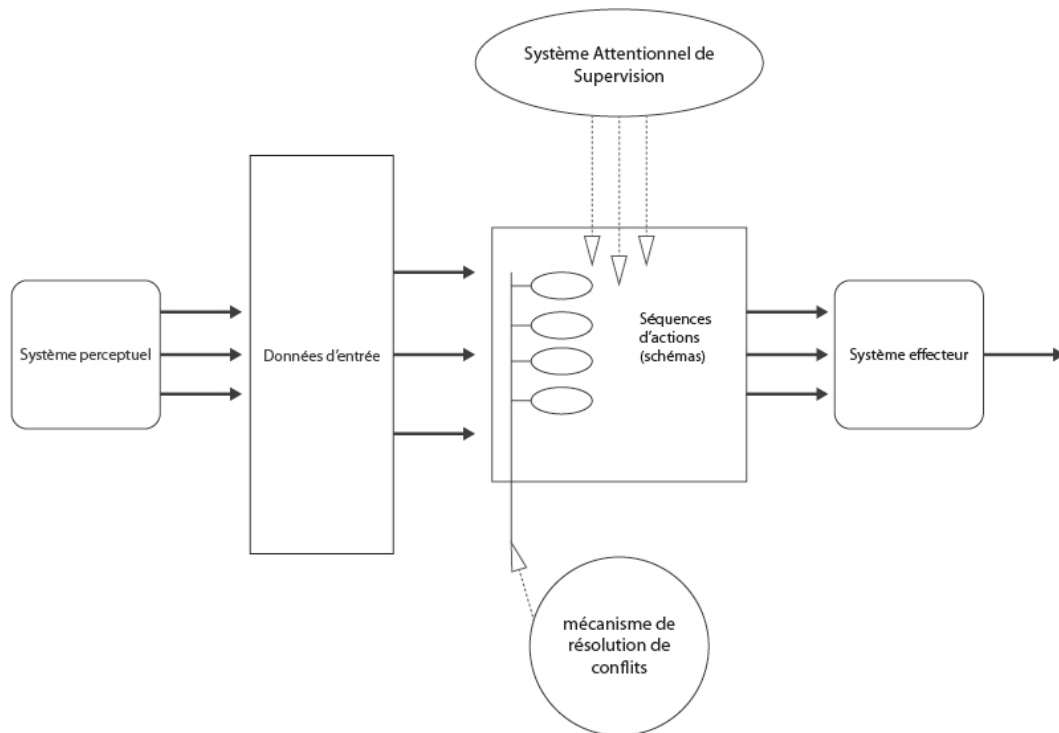 Système Attentionnel de
Supervision
Système perceptuel
Données d'entrée
Séquences
d'actions
(schémas)
Système effecteur
mécanisme de
résolution de
conflits